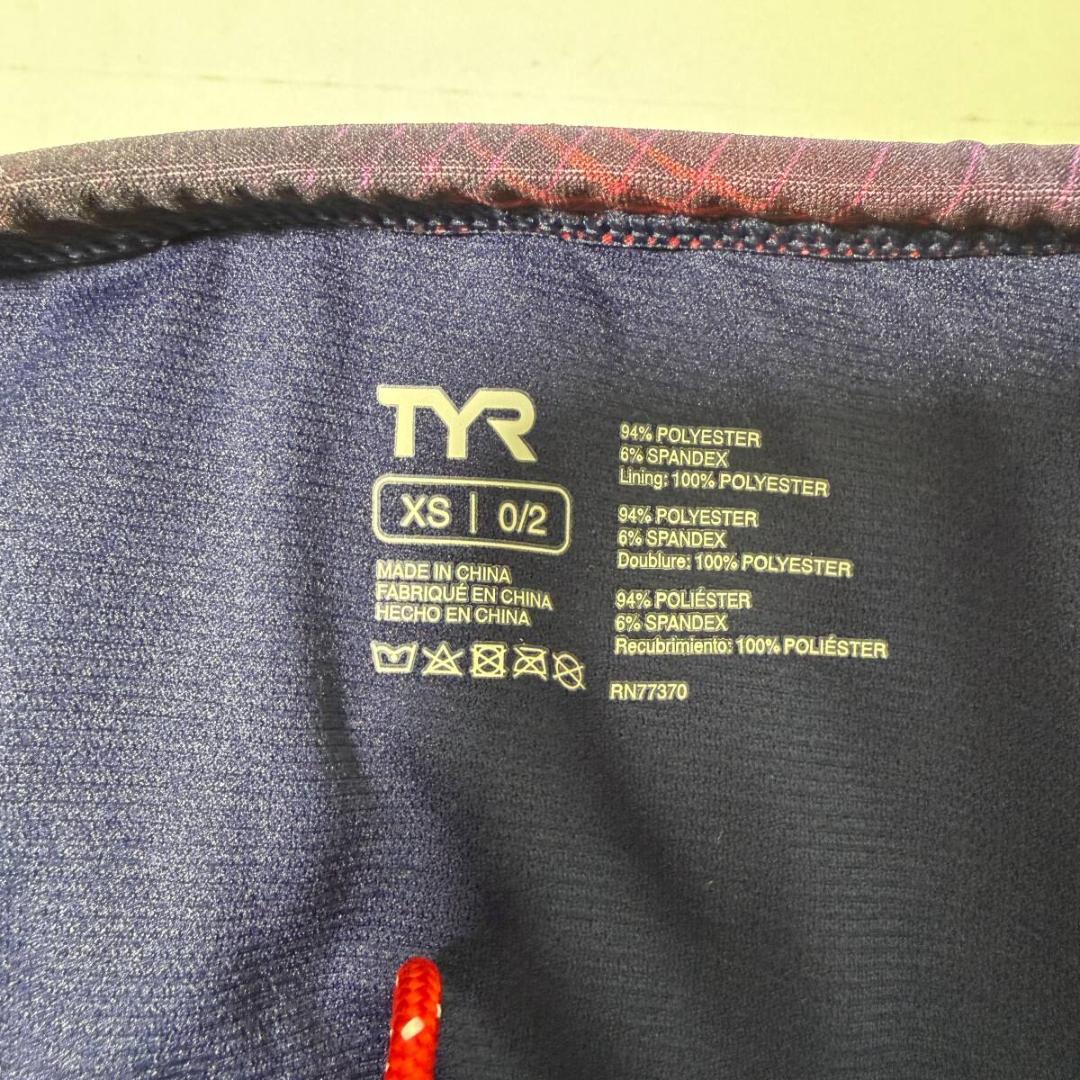 TYR
XS | 0/2
MADE IN CHINA
FABRIQUÉ EN CHINA
HECHO EN CHINA
94% POLYESTER
6% SPANDEX
Lining: 100% POLYESTER
94% POLYESTER
6% SPANDEX
Doublure: 100% POLYESTER
94% POLIÉSTER
6% SPANDEX
Recubrimiento: 100% POLIÉSTER
RN77370